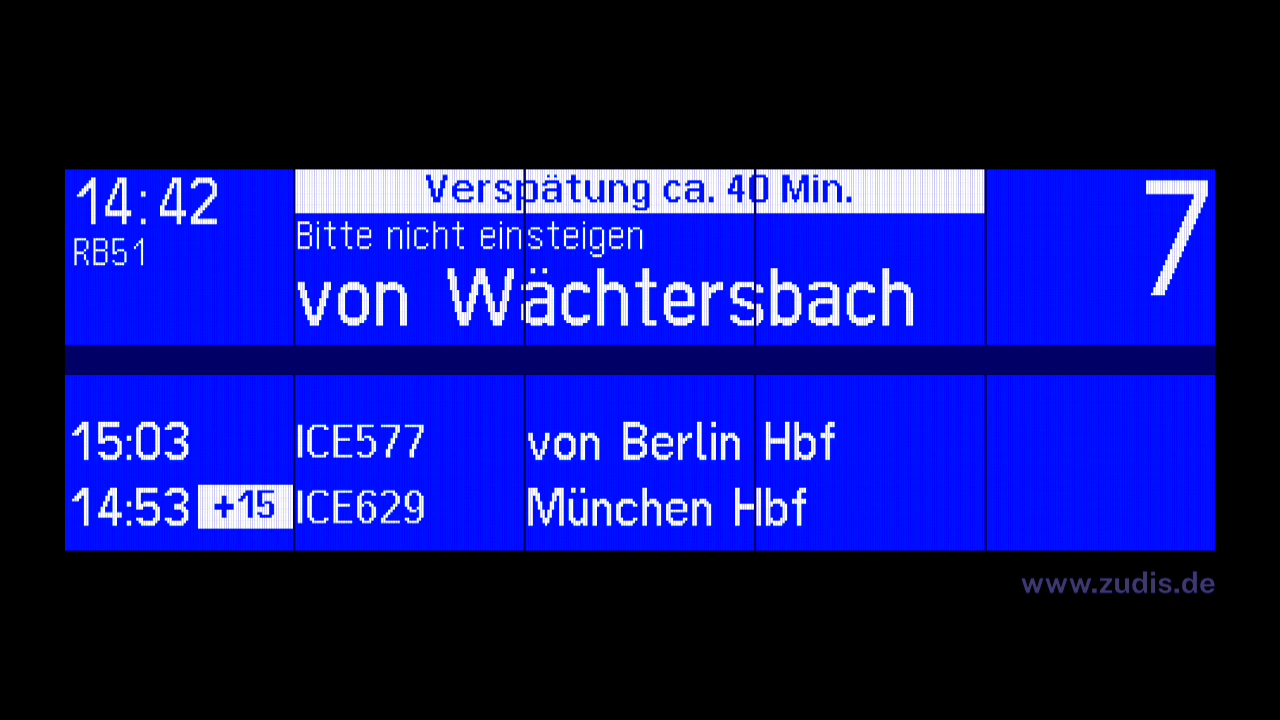 14:42
Verspätung ca. 40 Min.
7
RB51
Bitte nicht einsteigen
von Wächtersbach
15:03 ICE577 von Berlin Hbf
14:53 +15 ICE629 München Hbf
www.zudis.de